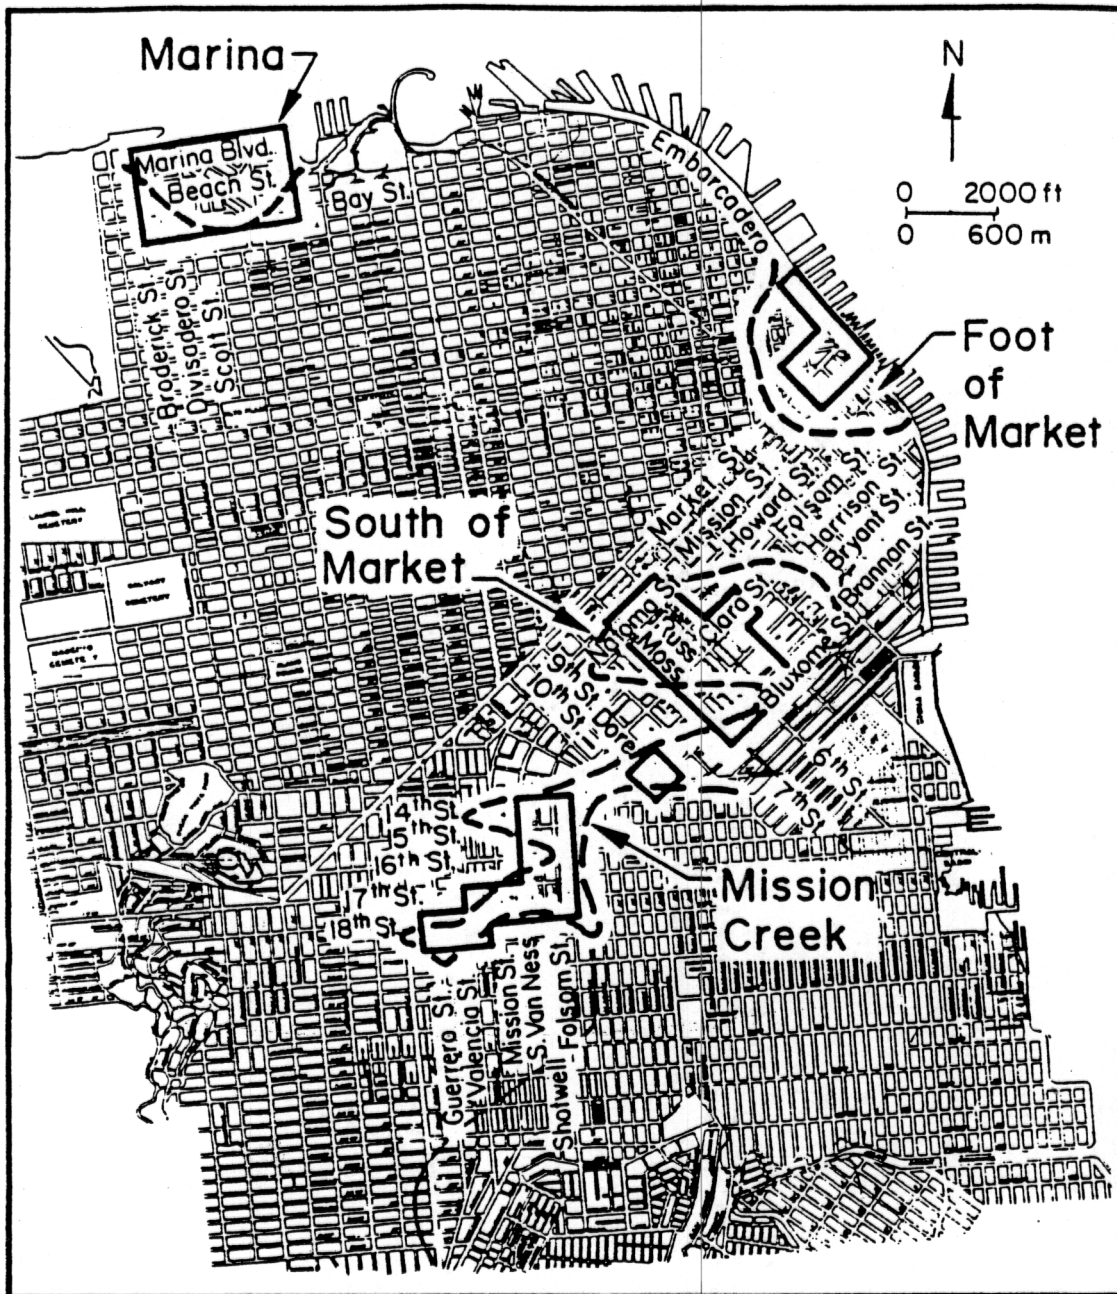 Marina
N
Marina Blvd.
Beach St.
Bay St.
Embarcadero
0 2000 ft
0 600 m
Broderick St.
Divisadero St.
Scott St.
Foot
of
Market
Market St.
Mission St.
Howard St.
Folsom St.
Harrison St.
Bryant St.
Brannan St.
South of
Market
Natoma St.
Russ
Moss
Clara St.
Bluxome St.
9th St.
10th St.
Dore
6th St.
7th St.
14th St.
15th St.
16th St.
17th St.
18th St.
Mission
Creek
Guerrero St.
Valencia St.
Mission St.
S. Van Ness
Shotwell
Folsom St.